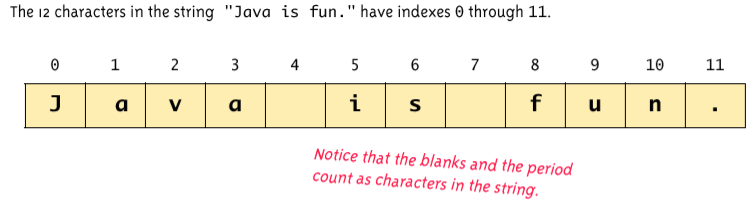 The 12 characters in the string "Java is fun." have indexes 0 through 11.
0 1 2 3 4 5 6 7 8 9 10 11
J a v a i s f u n .
Notice that the blanks and the period
count as characters in the string.